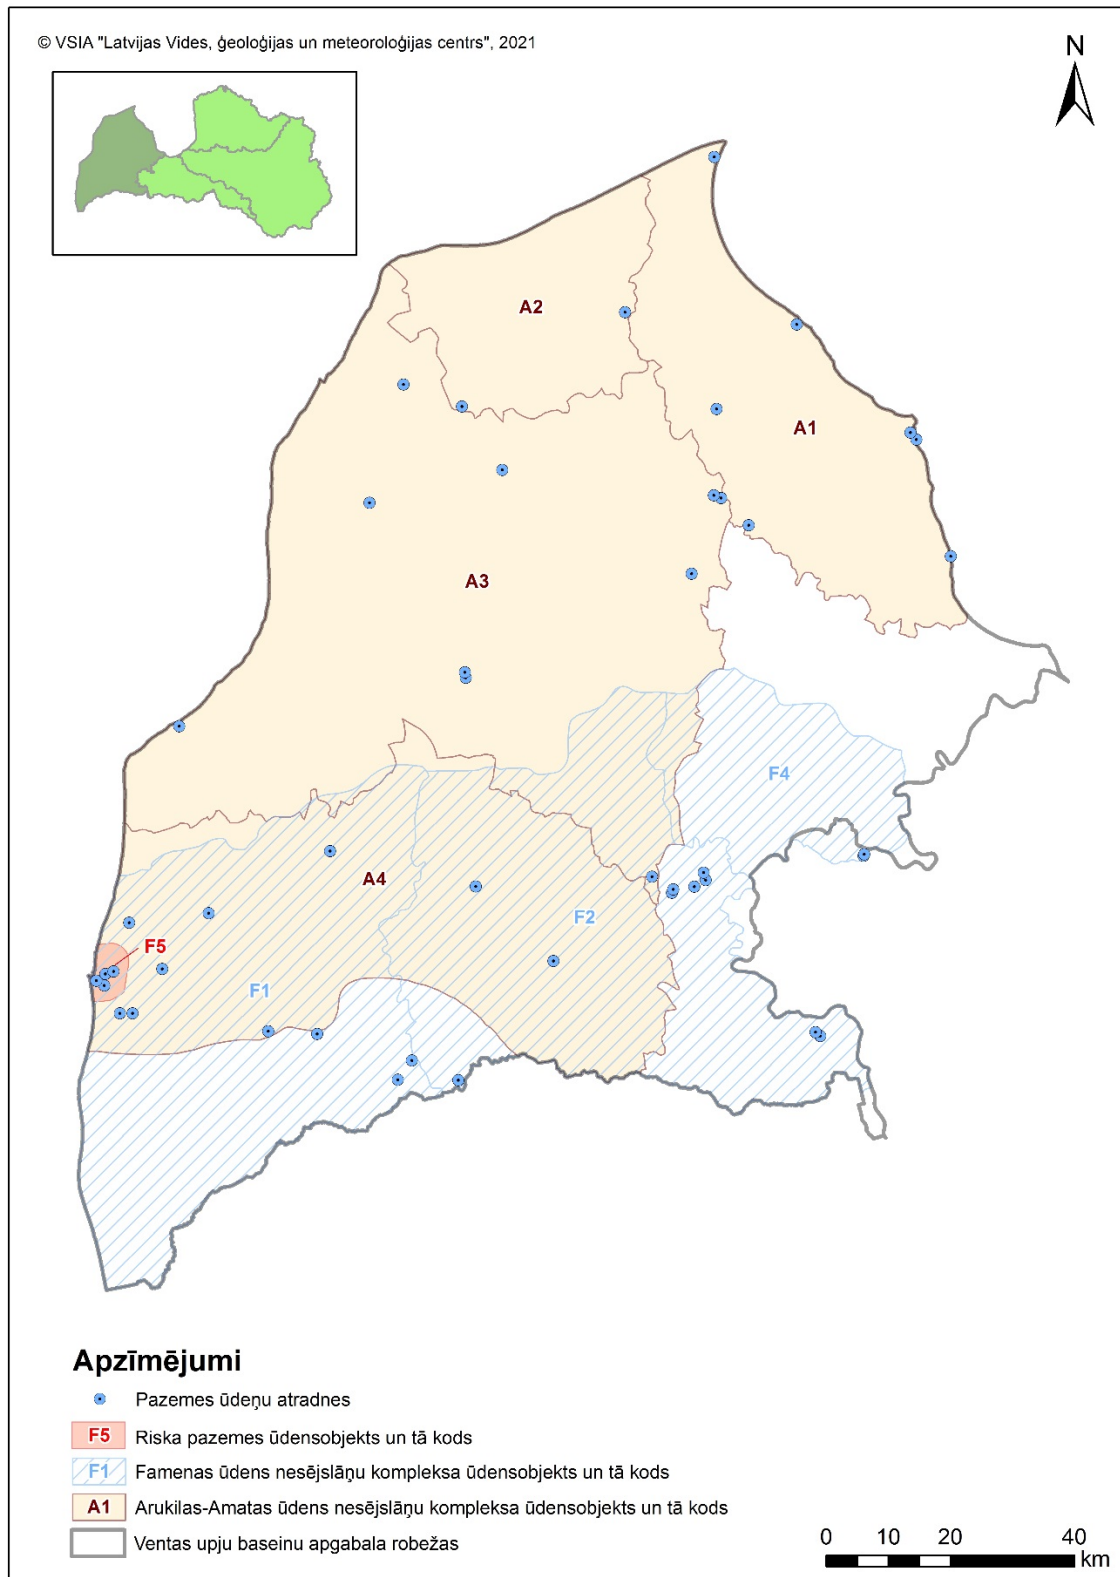 © VSIA "Latvijas Vides, ģeoloģijas un meteoroloģijas centrs", 2021
N
A2
A1
A3
F4
A4
F2
F5
F1
Apzīmējumi
Pazemes ūdeņu atradnes
F5 Riska pazemes ūdensobjekts un tā kods
F1 Famenas ūdens nesējslāņu kompleksa ūdensobjekts un tā kods
A1 Arukilas-Amatas ūdens nesējslāņu kompleksa ūdensobjekts un tā kods
Ventas upju baseinu apgabala robežas
0 10 20 40
km